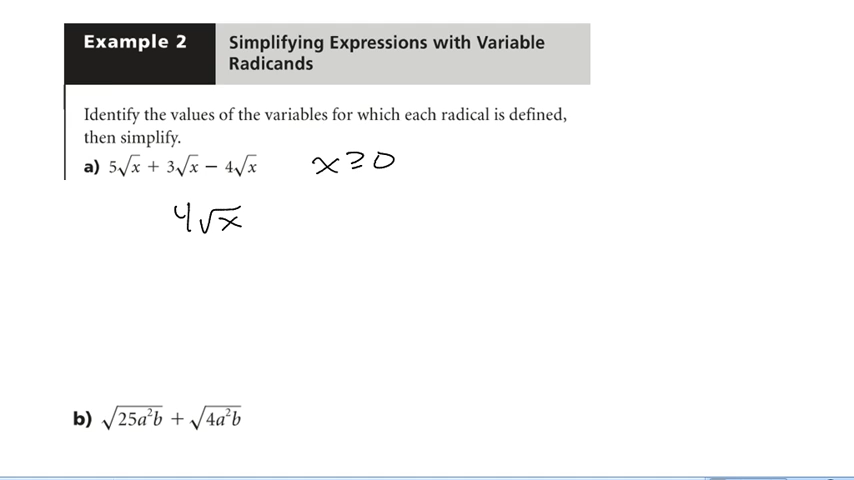 Example 2 Simplifying Expressions with Variable
Radicands
Identify the values of the variables for which each radical is defined,
then simplify.
a) 5√x + 3√x − 4√x x ≥ 0
4√x
b) √25a²b + √4a²b